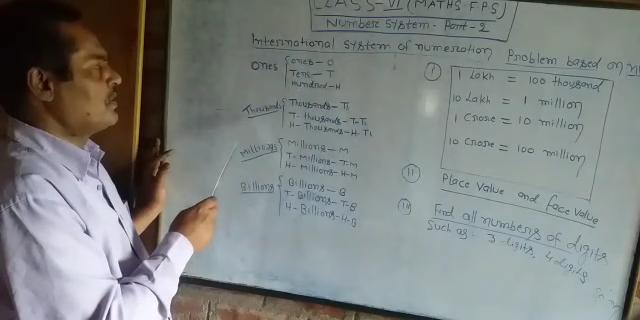 CLASS-VI (MATHS FPS)
Number System - Part-2
International System of numeration
Ones
Ones - O
Tens - T
Hundred - H
Thousands
Thousands - Th
T- thousands - T-Th
H- Thousands - H-Th
Millions
Millions - M
T- Millions - T-M
H- Millions - H-M
Billions
Billions - B
T- Billions - T-B
H- Billions - H-B
Problem based on
I
1 Lakh = 100 thousand
10 Lakh = 1 million
1 Crore = 10 million
10 Crore = 100 million
II
Place value and face value
III
Find all numbers of digits
Such as:- 3 digits, 4 digits